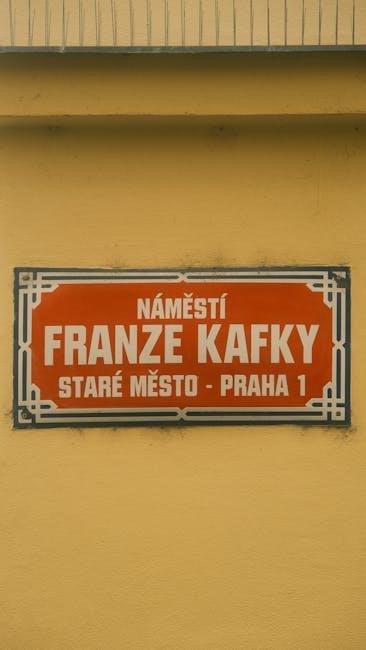 NÁMĚSTÍ
FRANZE KAFKY
STARÉ MĚSTO - PRAHA 1